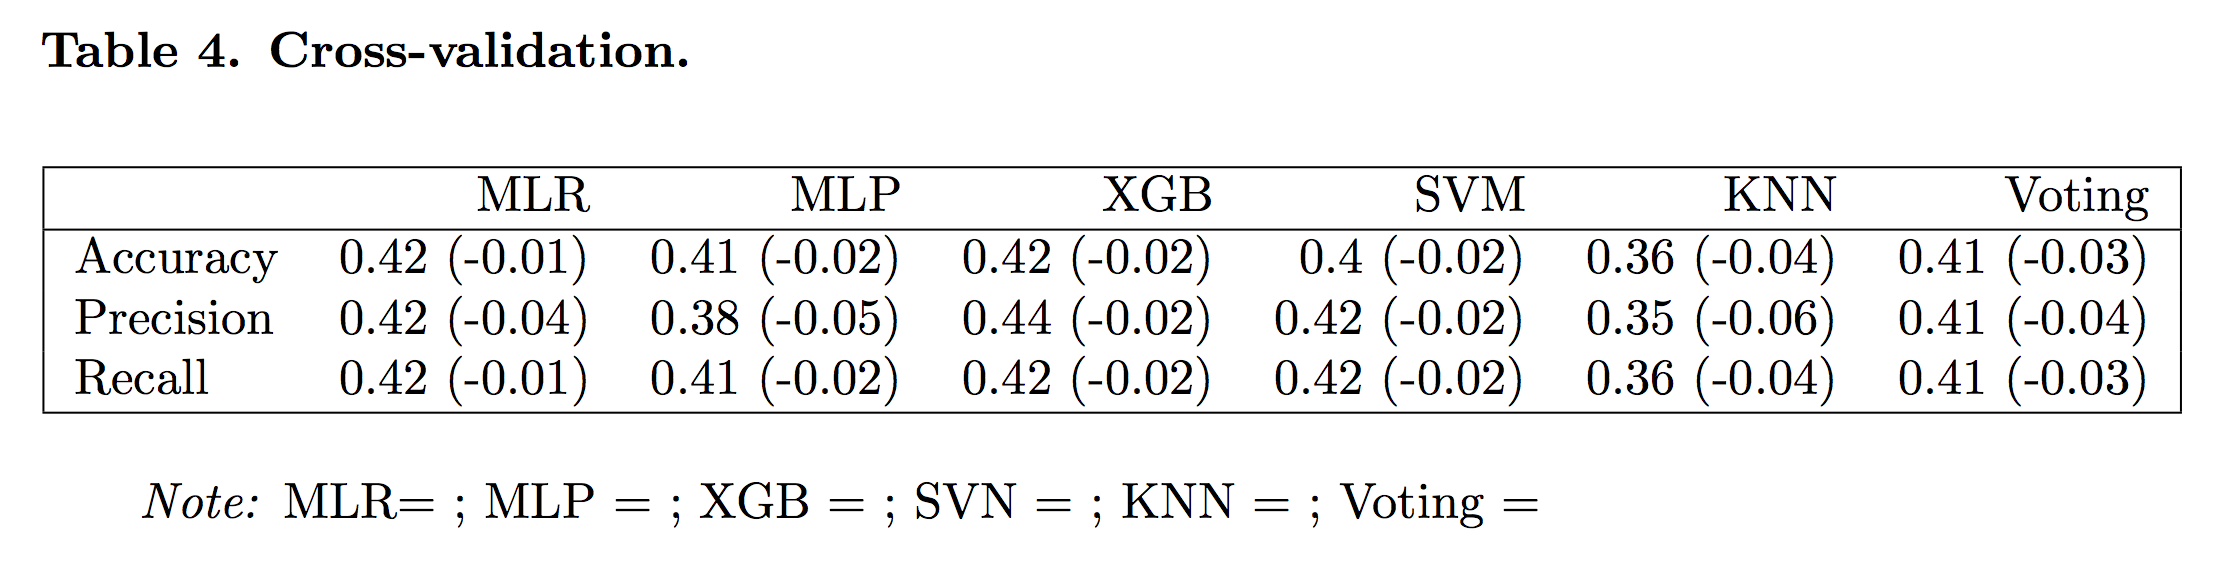 Table 4. Cross-validation.
MLR MLP XGB SVM KNN Voting
Accuracy 0.42 (-0.01) 0.41 (-0.02) 0.42 (-0.02) 0.4 (-0.02) 0.36 (-0.04) 0.41 (-0.03)
Precision 0.42 (-0.04) 0.38 (-0.05) 0.44 (-0.02) 0.42 (-0.02) 0.35 (-0.06) 0.41 (-0.04)
Recall 0.42 (-0.01) 0.41 (-0.02) 0.42 (-0.02) 0.42 (-0.02) 0.36 (-0.04) 0.41 (-0.03)
Note: MLR= ; MLP = ; XGB = ; SVN = ; KNN = ; Voting =